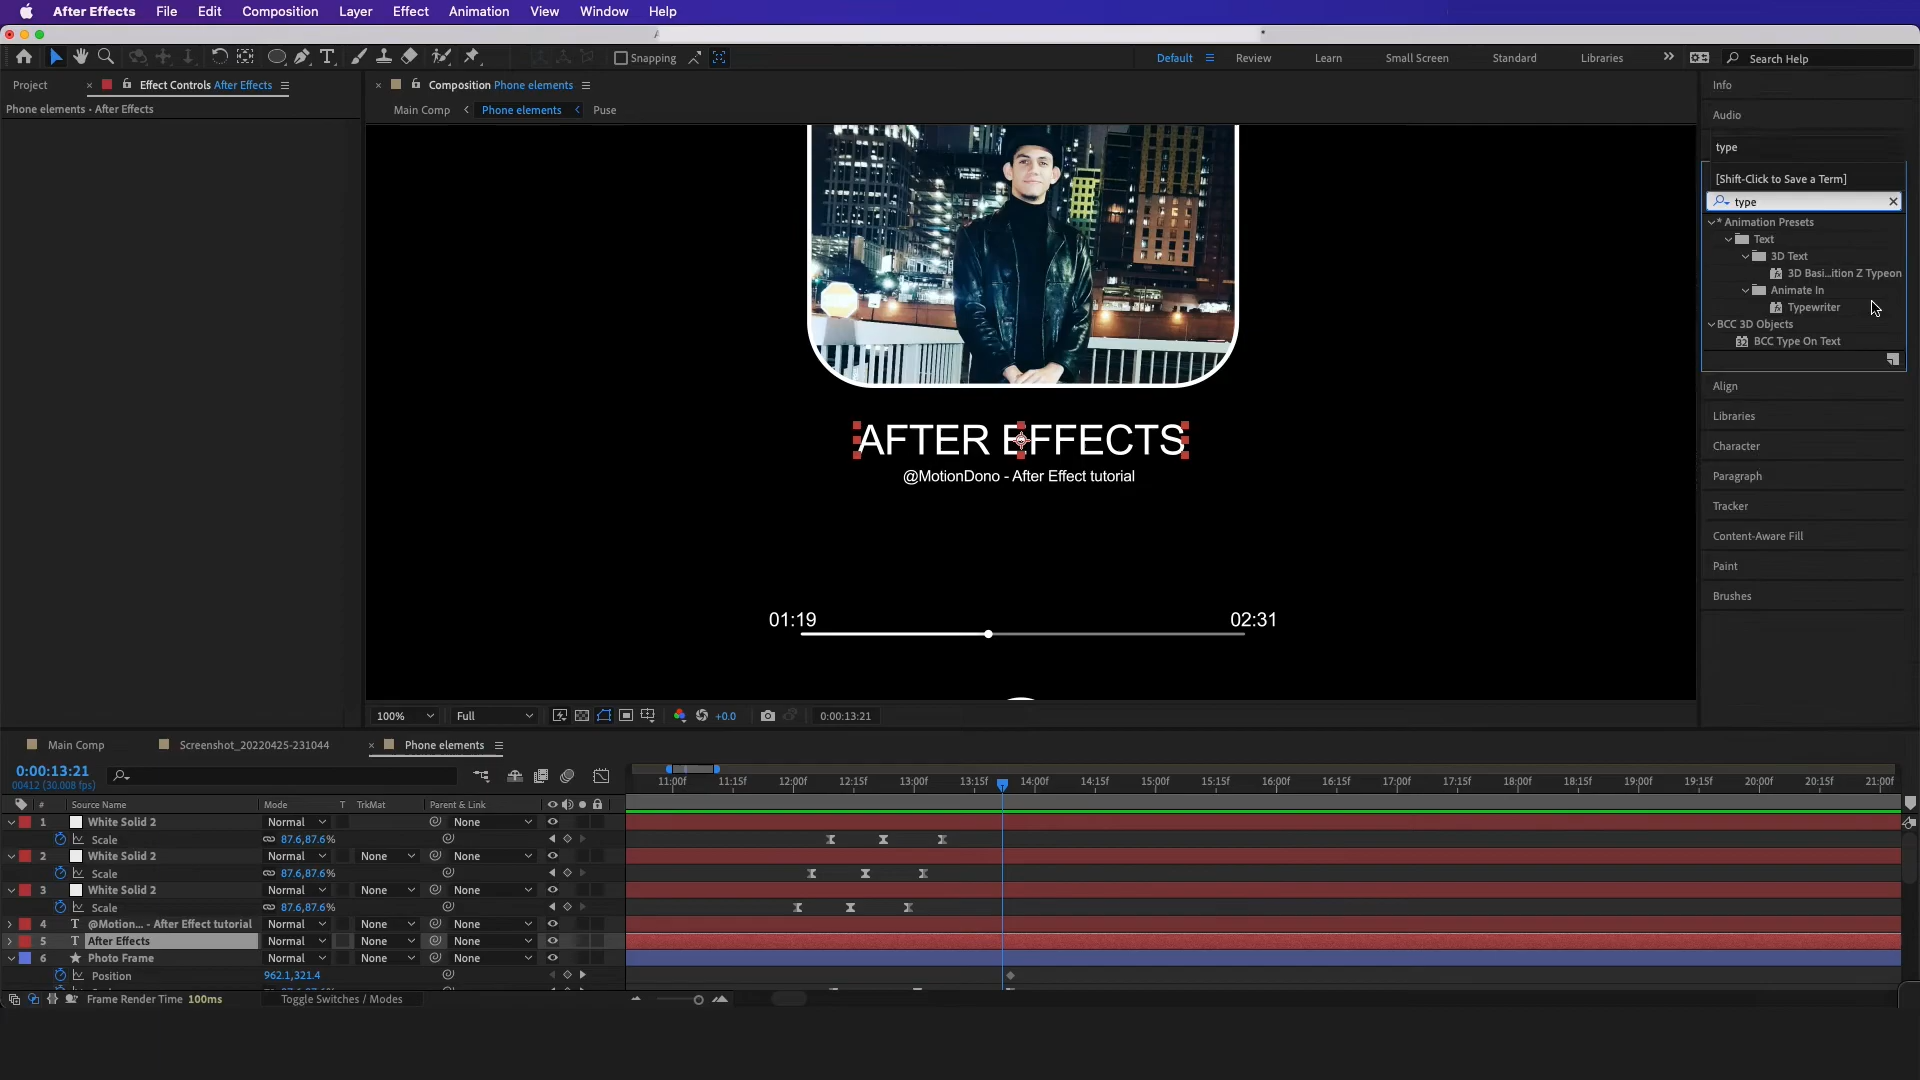 After Effects File Edit Composition Layer Effect Animation View Window Help
Snapping Default Review Learn Small Screen Standard Libraries Search Help
Project Effect Controls After Effects
Phone elements • After Effects
Composition Phone elements
Main Comp Phone elements Puse
AFTER EFFECTS
@MotionDono - After Effect tutorial
01:19 02:31
100% Full +0.0 0:00:13:21
Info
Audio
type
[Shift-Click to Save a Term]
type
* Animation Presets
Text
3D Text
3D Basi...ition Z Typeon
Animate In
Typewriter
BCC 3D Objects
BCC Type On Text
Align
Libraries
Character
Paragraph
Tracker
Content-Aware Fill
Paint
Brushes
Main Comp Screenshot_20220425-231044 Phone elements
0:00:13:21
00412 (30.008 fps)
11:00f 11:15f 12:00f 12:15f 13:00f 13:15f 14:00f 14:15f 15:00f 15:15f 16:00f 16:15f 17:00f 17:15f 18:00f 18:15f 19:00f 19:15f 20:00f 20:15f 21:00f
# Source Name Mode T TrkMat Parent & Link
1 White Solid 2 Normal None
Scale 87.6,87.6%
2 White Solid 2 Normal None None
Scale 87.6,87.6%
3 White Solid 2 Normal None None
Scale 87.6,87.6%
4 T @Motion... - After Effect tutorial Normal None None
5 T After Effects Normal None None
6 Photo Frame Normal None None
Position 962.1,321.4
Frame Render Time 100ms Toggle Switches / Modes